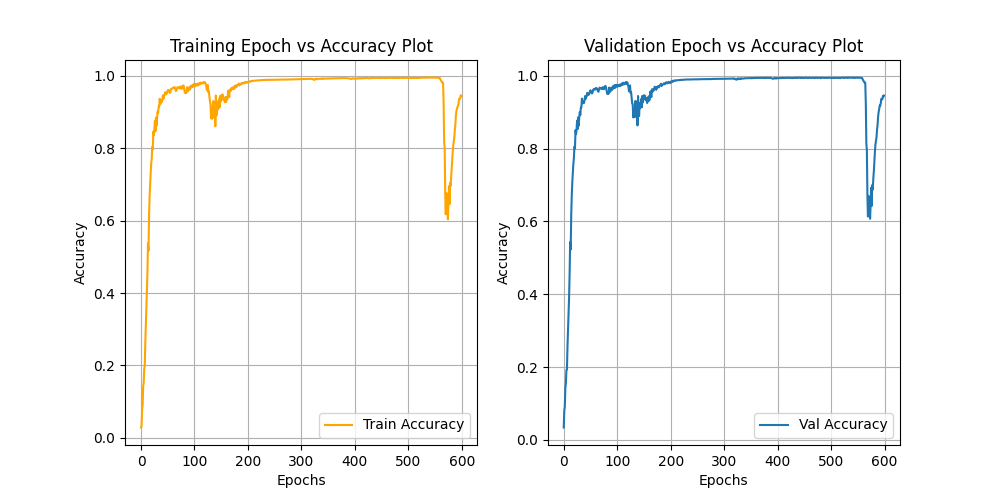 Training Epoch vs Accuracy Plot
Accuracy
1.0
0.8
0.6
0.4
0.2
0.0
0 100 200 300 400 500 600
Epochs
Train Accuracy
Validation Epoch vs Accuracy Plot
Accuracy
1.0
0.8
0.6
0.4
0.2
0.0
0 100 200 300 400 500 600
Epochs
Val Accuracy